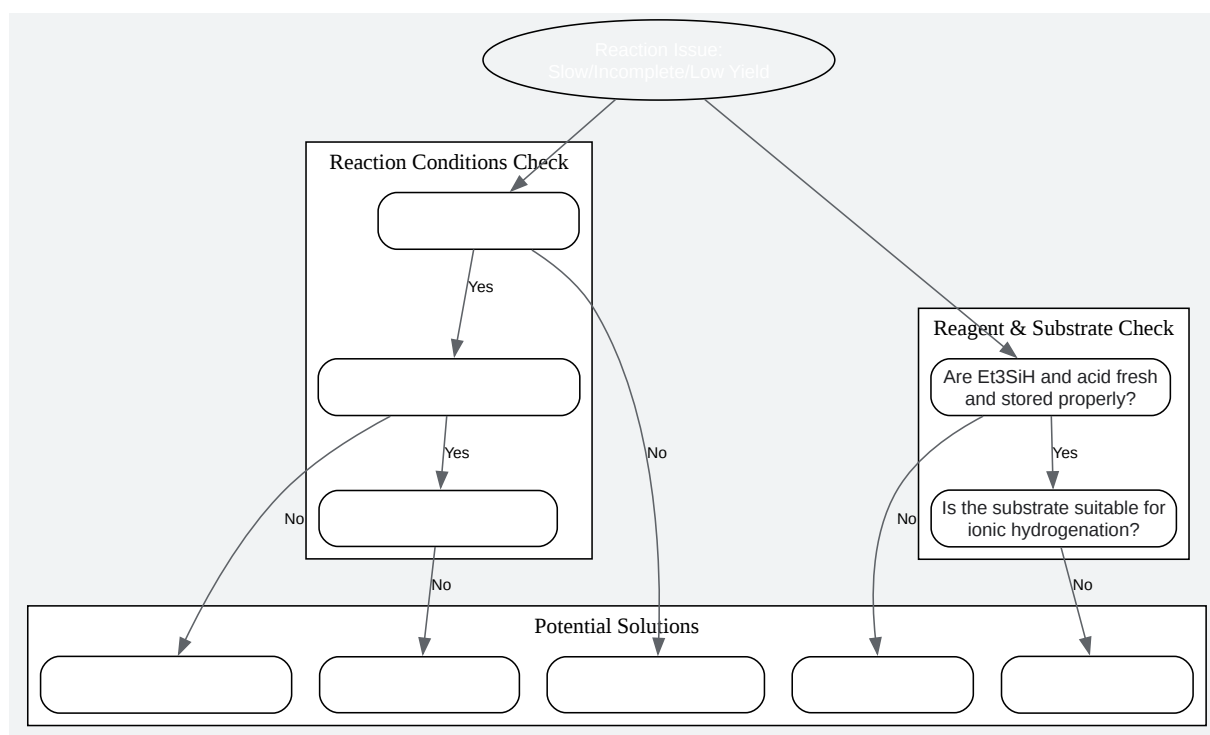 Reaction Issue:
Slow/Incomplete/Low Yield
Reaction Conditions Check
Yes
Reagent & Substrate Check
Are Et3SiH and acid fresh
and stored properly?
Yes
No
Yes
No
No
Is the substrate suitable for
ionic hydrogenation?
No
No
Potential Solutions